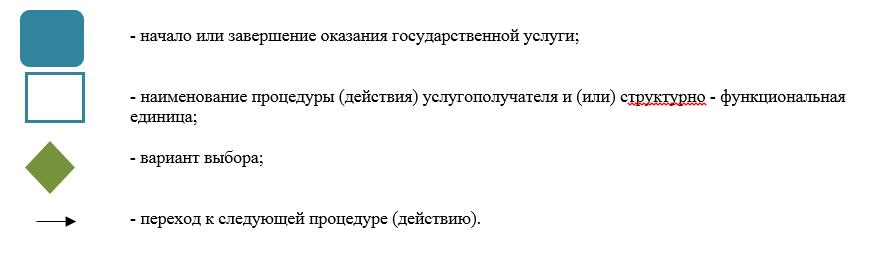 - начало или завершение оказания государственной услуги;
- наименование процедуры (действия) услугополучателя и (или) структурно - функциональная
единица;
- вариант выбора;
- переход к следующей процедуре (действию).